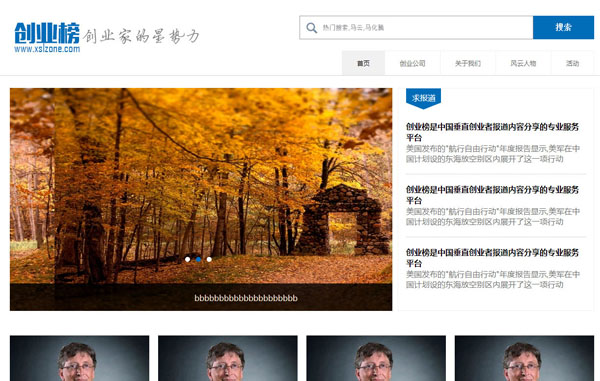 创业榜
创业家的星势力
www.xslzone.com
热门搜索,马云,马化腾
搜索
首页
创业公司
关于我们
风云人物
活动
求报道
创业榜是中国垂直创业者报道内容分享的专业服务
平台
美国发布的"航行自由行动"年度报告显示,美军在中
国计划设的东海放空别区内展开了这一项行动
创业榜是中国垂直创业者报道内容分享的专业服务
平台
美国发布的"航行自由行动"年度报告显示,美军在中
国计划设的东海放空别区内展开了这一项行动
创业榜是中国垂直创业者报道内容分享的专业服务
平台
美国发布的"航行自由行动"年度报告显示,美军在中
国计划设的东海放空别区内展开了这一项行动
bbbbbbbbbbbbbbbbbbbbb